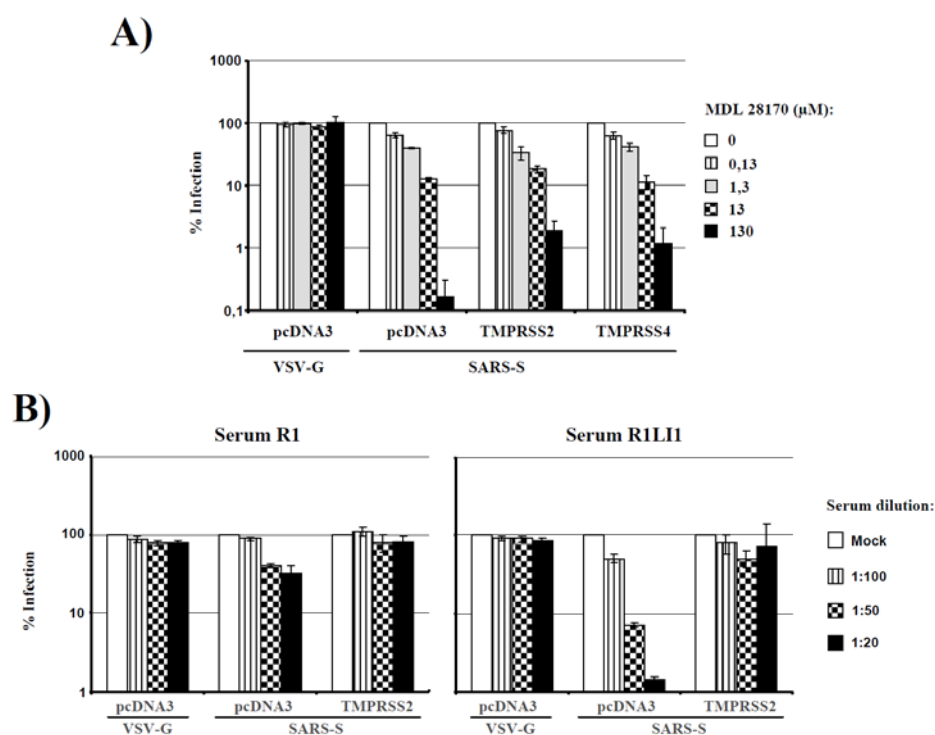 A)
1000
100
10
1
0,1
% Infection
pcDNA3 pcDNA3 TMPRSS2 TMPRSS4
VSV-G SARS-S
MDL 28170 (µM):
0
0,13
1,3
13
130
B)
Serum R1 Serum R1LI1
1000
100
10
1
% Infection
pcDNA3 pcDNA3 TMPRSS2 pcDNA3 pcDNA3 TMPRSS2
VSV-G SARS-S VSV-G SARS-S
Serum dilution:
Mock
1:100
1:50
1:20